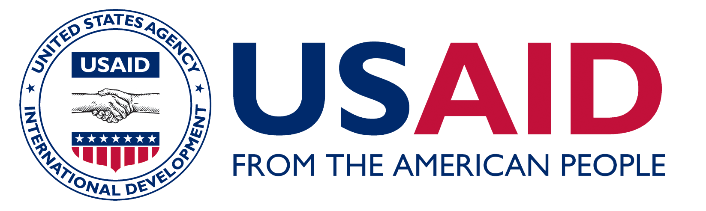 UNITED STATES AGENCY
INTERNATIONAL DEVELOPMENT
USAID
USAID
FROM THE AMERICAN PEOPLE